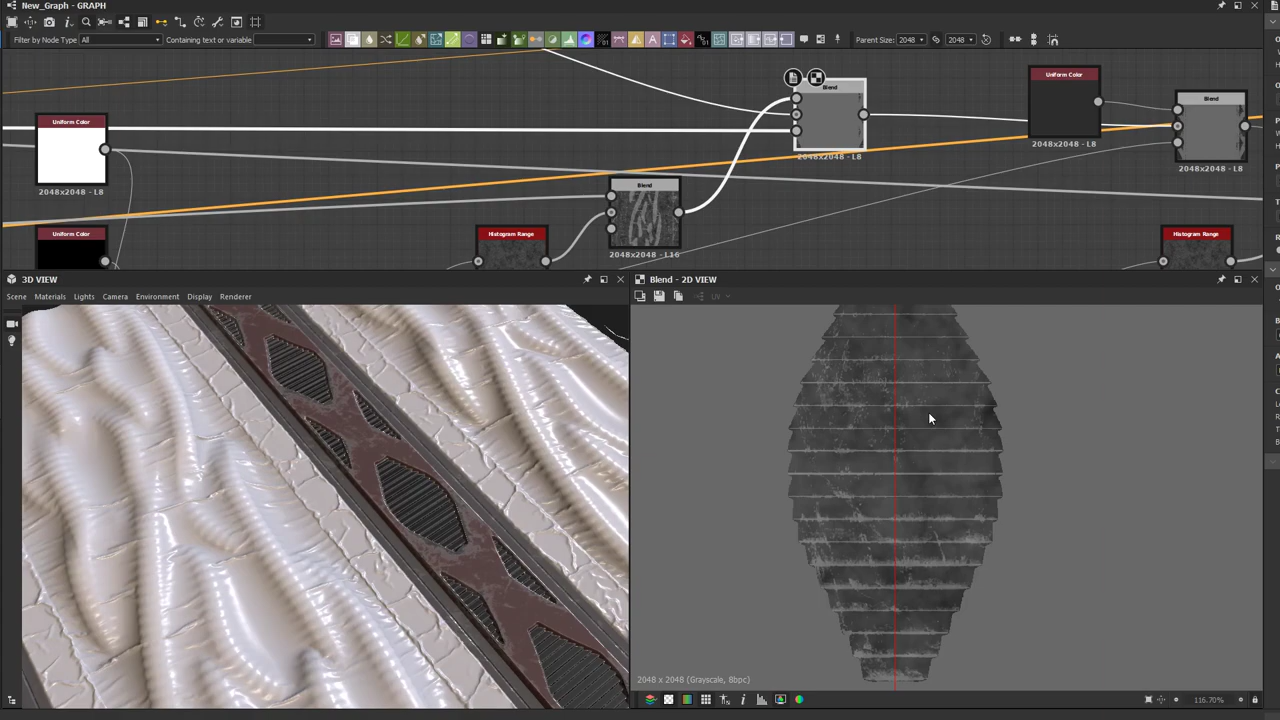 New_Graph - GRAPH
Filter by Node Type All Containing text or variable Parent Size: 2048 2048
Uniform Color
2048x2048 - L8
Uniform Color
Histogram Range
Blend
2048x2048 - L16
Blend
2048x2048 - L8
Uniform Color
2048x2048 - L8
Blend
2048x2048 - L8
Histogram Range
3D VIEW
Scene Materials Lights Camera Environment Display Renderer
Blend - 2D VIEW
UV
2048 x 2048 (Grayscale, 8bpc)
116.70%